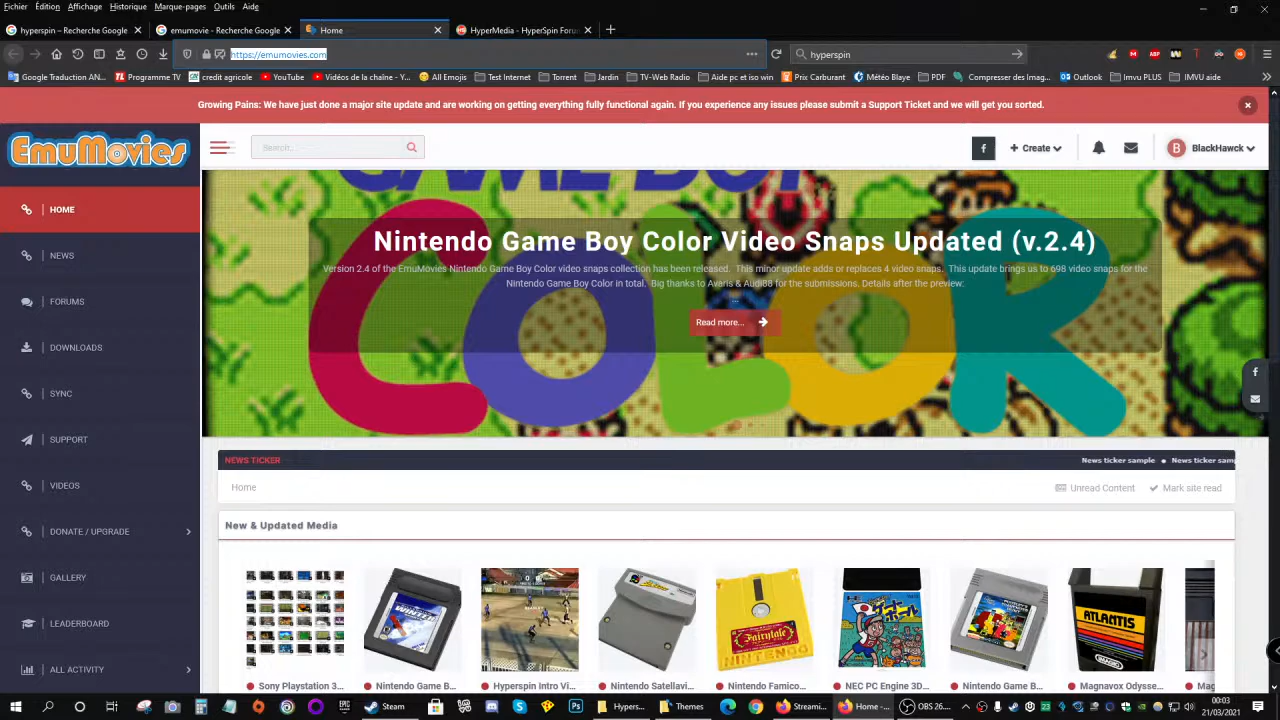 Fichier Édition Affichage Historique Marque-pages Outils Aide
hyperspin – Recherche Google
emumovie - Recherche Google
Home
HyperMedia - HyperSpin Foru
https://emumovies.com
hyperspin
Google Traduction AN...
Programme TV
credit agricole
YouTube
Vidéos de la chaîne - Y...
All Emojis
Test Internet
Torrent
Jardin
TV-Web Radio
Aide pc et iso win
Prix Carburant
Météo Blaye
PDF
Compresser des Imag...
Outlook
Imvu PLUS
IMVU aide
Growing Pains: We have just done a major site update and are working on getting everything fully functional again. If you experience any issues please submit a Support Ticket and we will get you sorted.
EmuMovies
Search...
Create
BlackHawck
HOME
NEWS
FORUMS
DOWNLOADS
SYNC
SUPPORT
VIDEOS
DONATE / UPGRADE
GALLERY
LEADERBOARD
ALL ACTIVITY
GAME BOY
COLOR
Nintendo Game Boy Color Video Snaps Updated (v.2.4)
Version 2.4 of the EmuMovies Nintendo Game Boy Color video snaps collection has been released. This minor update adds or replaces 4 video snaps. This update brings us to 698 video snaps for the
Nintendo Game Boy Color in total. Big thanks to Avaris & Audi88 for the submissions. Details after the preview:
...
Read more...
NEWS TICKER
News ticker sample
News ticker samp
Home
Unread Content
Mark site read
New & Updated Media
ATLANTIS
Fairytale
NINTENDO
Sony Playstation 3...
Nintendo Game B...
Hyperspin Intro Vi...
Nintendo Satellavi...
Nintendo Famico...
NEC PC Engine 3D...
Nintendo Game B...
Magnavox Odysse...
Mag
Steam
Hypers...
Themes
Streami...
Home -...
OBS 26....
00:03
21/03/2021